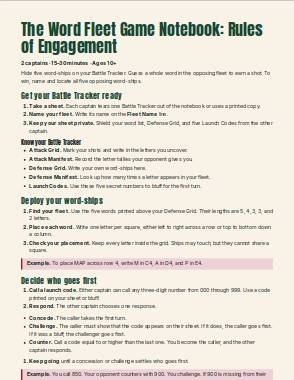 The Word Fleet Game Notebook: Rules
of Engagement
2 captains · 15-30 minutes · Ages 10+
Hide five word-ships on your Battle Tracker. Guess a whole word in the opposing fleet to earn a shot. To
win, name and locate all five opposing word-ships.
Get your Battle Tracker ready
1. Take a sheet. Each captain tears one Battle Tracker out of the notebook or uses a printed copy.
2. Name your fleet. Write its name on the Fleet Name line.
3. Keep your sheet private. Shield your word list, Defense Grid, and five Launch Codes from the other
captain.
Know your Battle Tracker
• Attack Grid. Mark your shots and write in the letters you uncover.
• Attack Manifest. Record the letter tallies your opponent gives you.
• Defense Grid. Write your own word-ships here.
• Defense Manifest. Look up how many times a letter appears in your fleet.
• Launch Codes. Use these five secret numbers to bluff for the first turn.
Deploy your word-ships
1. Find your fleet. Use the five words printed above your Defense Grid. Their lengths are 5, 4, 3, 3, and
2 letters.
2. Place each word. Write one letter per square, either left to right across a row or top to bottom down
a column.
3. Check your placement. Keep every letter inside the grid. Ships may touch, but they cannot share a
square.
Example. To place MAP across row 4, write M in C4, A in D4, and P in E4.
Decide who goes first
1. Call a launch code. Either captain can call any three-digit number from 000 through 999. Use a code
printed on your sheet or bluff.
2. Respond. The other captain chooses one response.
• Concede. The caller takes the first turn.
• Challenge. The caller must show that the code appears on their sheet. If it does, the caller goes first.
If it was a bluff, the challenger goes first.
• Counter. Call a code equal to or higher than the last one. You become the caller, and the other
captain responds.
1. Keep going until a concession or challenge settles who goes first.
Example. You call 850. Your opponent counters with 900. You challenge. If 900 is missing from their